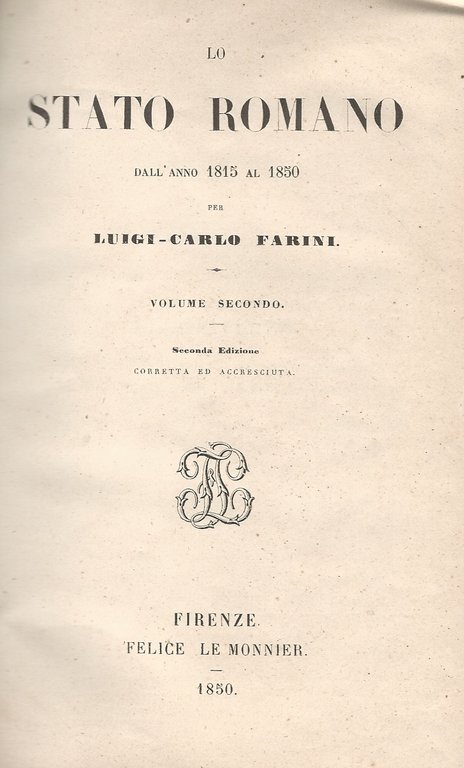 LO
STATO ROMANO
DALL'ANNO 1815 AL 1850
PER
LUIGI-CARLO FARINI.
VOLUME SECONDO.
Seconda Edizione
CORRETTA ED ACCRESCIUTA.
FIRENZE.
FELICE LE MONNIER.
1850.